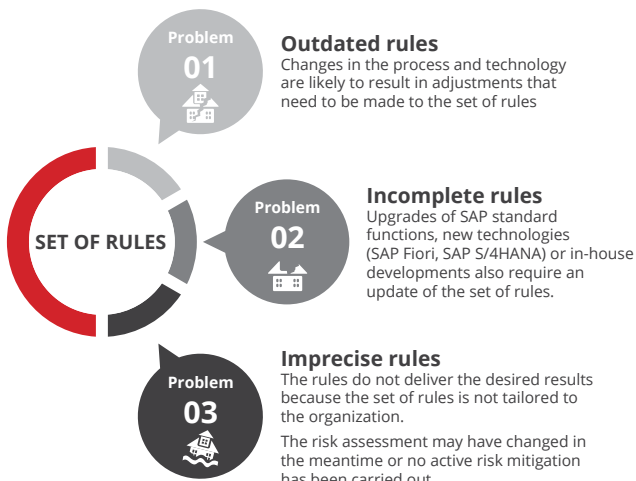 Problem
01
Outdated rules
Changes in the process and technology
are likely to result in adjustments that
need to be made to the set of rules
SET OF RULES
Problem
02
Incomplete rules
Upgrades of SAP standard
functions, new technologies
(SAP Fiori, SAP S/4HANA) or in-house
developments also require an
update of the set of rules.
Problem
03
Imprecise rules
The rules do not deliver the desired results
because the set of rules is not tailored to
the organization.
The risk assessment may have changed in
the meantime or no active risk mitigation
has been carried out